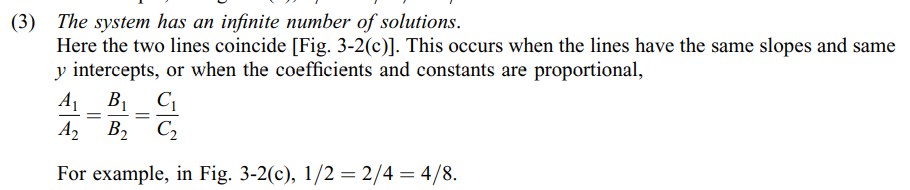 (3) The system has an infinite number of solutions.
Here the two lines coincide [Fig. 3-2(c)]. This occurs when the lines have the same slopes and same
y intercepts, or when the coefficients and constants are proportional,
A₁/A₂ = B₁/B₂ = C₁/C₂
For example, in Fig. 3-2(c), 1/2 = 2/4 = 4/8.